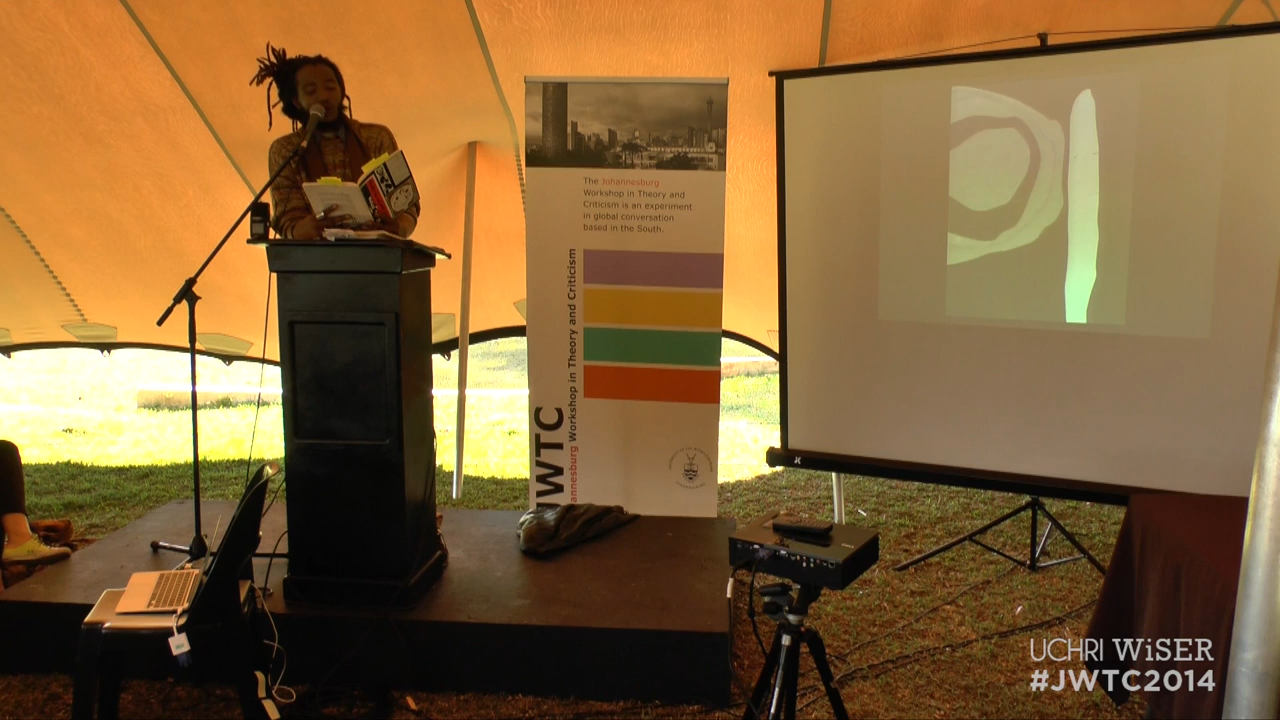 The Johannesburg
Workshop in Theory and
Criticism is an experiment
in global conversation
based in the South.
JWTC
annesburg Workshop in Theory and Criticism
UCHRI WiSER
#JWTC2014